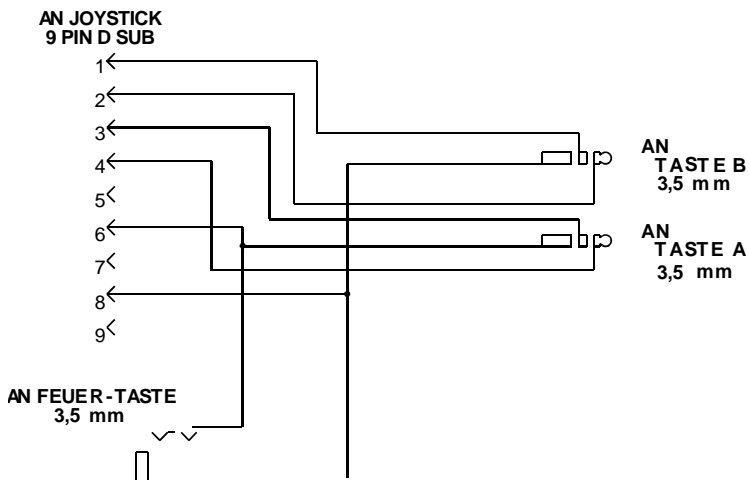 AN JOYSTICK
9 PIN D SUB
1
2
3
4
5
6
7
8
9
AN
TASTE B
3,5 mm
AN
TASTE A
3,5 mm
AN FEUER-TASTE
3,5 mm